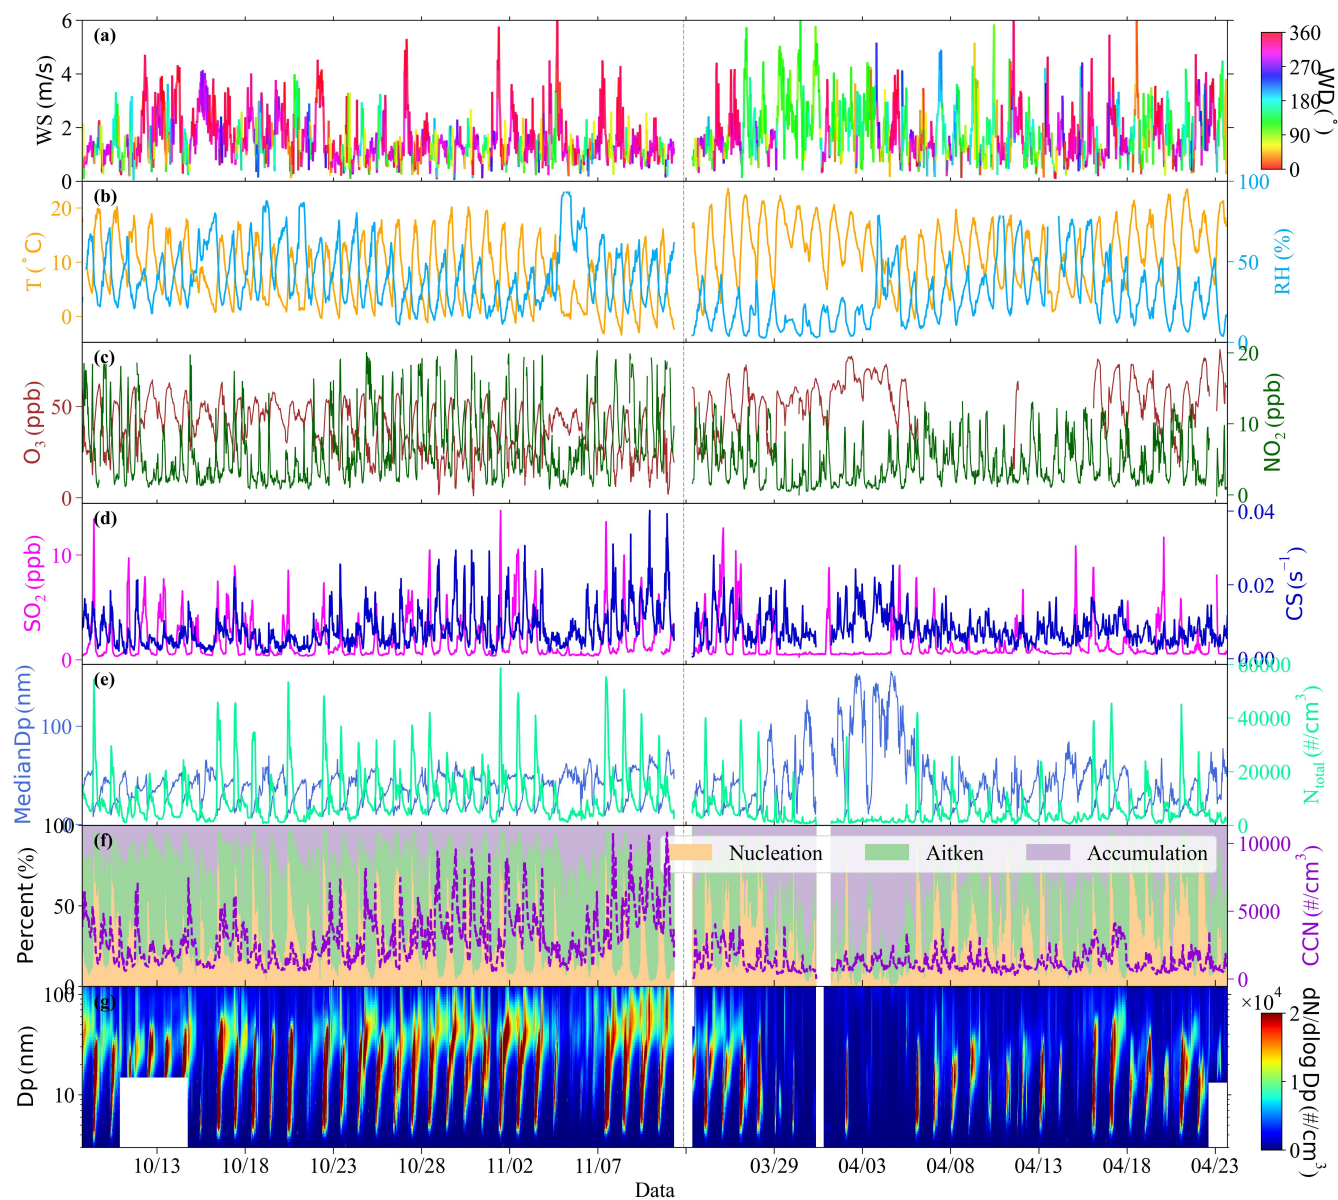 (a)
WS (m/s)
6
4
2
0
360
270
180
90
0
WD (°)
(b)
T (°C)
20
10
0
100
50
0
RH (%)
(c)
O3 (ppb)
50
0
20
10
0
NO2 (ppb)
(d)
SO2 (ppb)
10
0
0.04
0.02
0.00
CS (s−1)
(e)
MedianDp (nm)
100
0
60000
40000
20000
0
Ntotal (#/cm3)
(f)
Percent (%)
100
50
0
Nucleation
Aitken
Accumulation
10000
5000
0
CCN (#/cm3)
(g)
Dp (nm)
100
10
×10^4
2
1
0
dN/dlog Dp (#/cm3)
10/13 10/18 10/23 10/28 11/02 11/07 03/29 04/03 04/08 04/13 04/18 04/23
Data